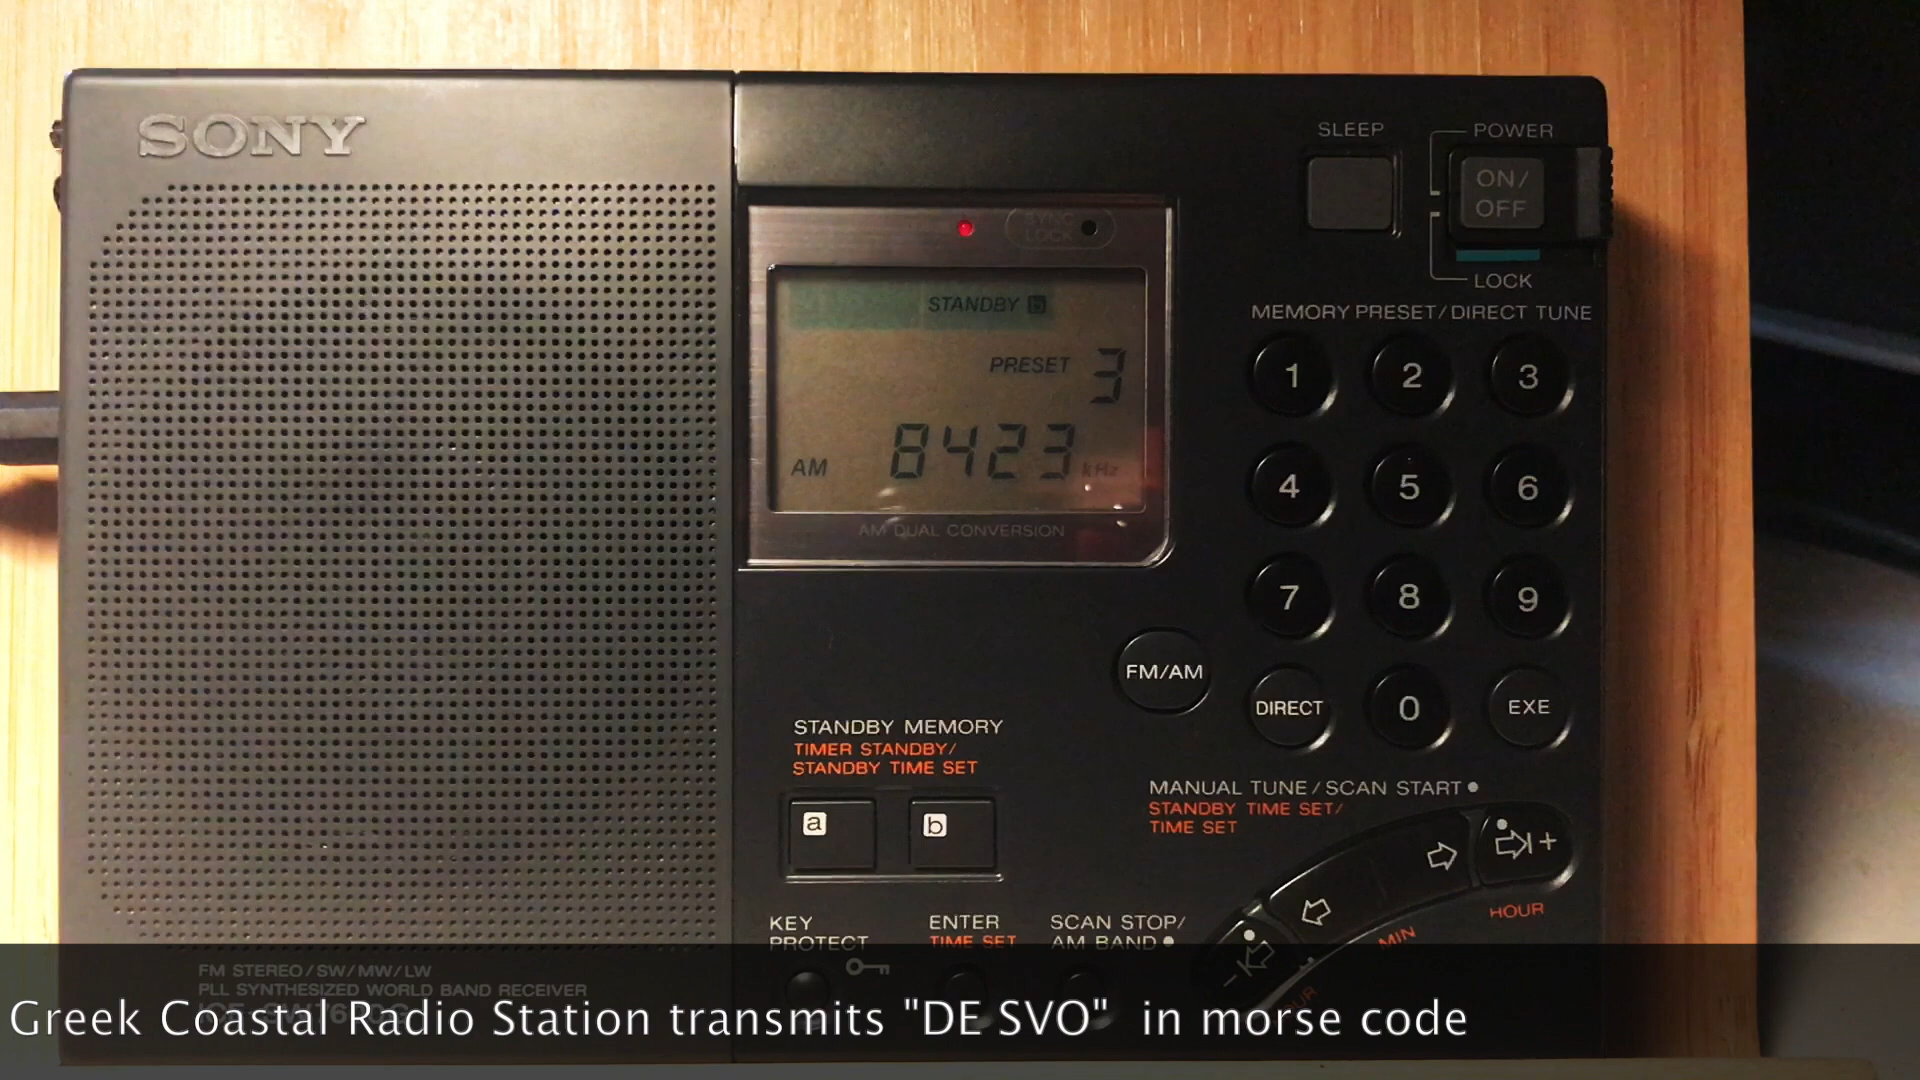 SONY
SLEEP
POWER
ON/
OFF
LOCK
SYNC
LOCK
STANDBY b
PRESET 3
AM 8423 kHz
AM DUAL CONVERSION
MEMORY PRESET/DIRECT TUNE
1 2 3
4 5 6
7 8 9
FM/AM
DIRECT 0 EXE
STANDBY MEMORY
TIMER STANDBY/
STANDBY TIME SET
a b
MANUAL TUNE/SCAN START
STANDBY TIME SET/
TIME SET
+
-
HOUR
MIN
KEY
PROTECT
ENTER
TIME SET
SCAN STOP/
AM BAND
FM STEREO/SW/MW/LW
PLL SYNTHESIZED WORLD BAND RECEIVER
Greek Coastal Radio Station transmits "DE SVO" in morse code